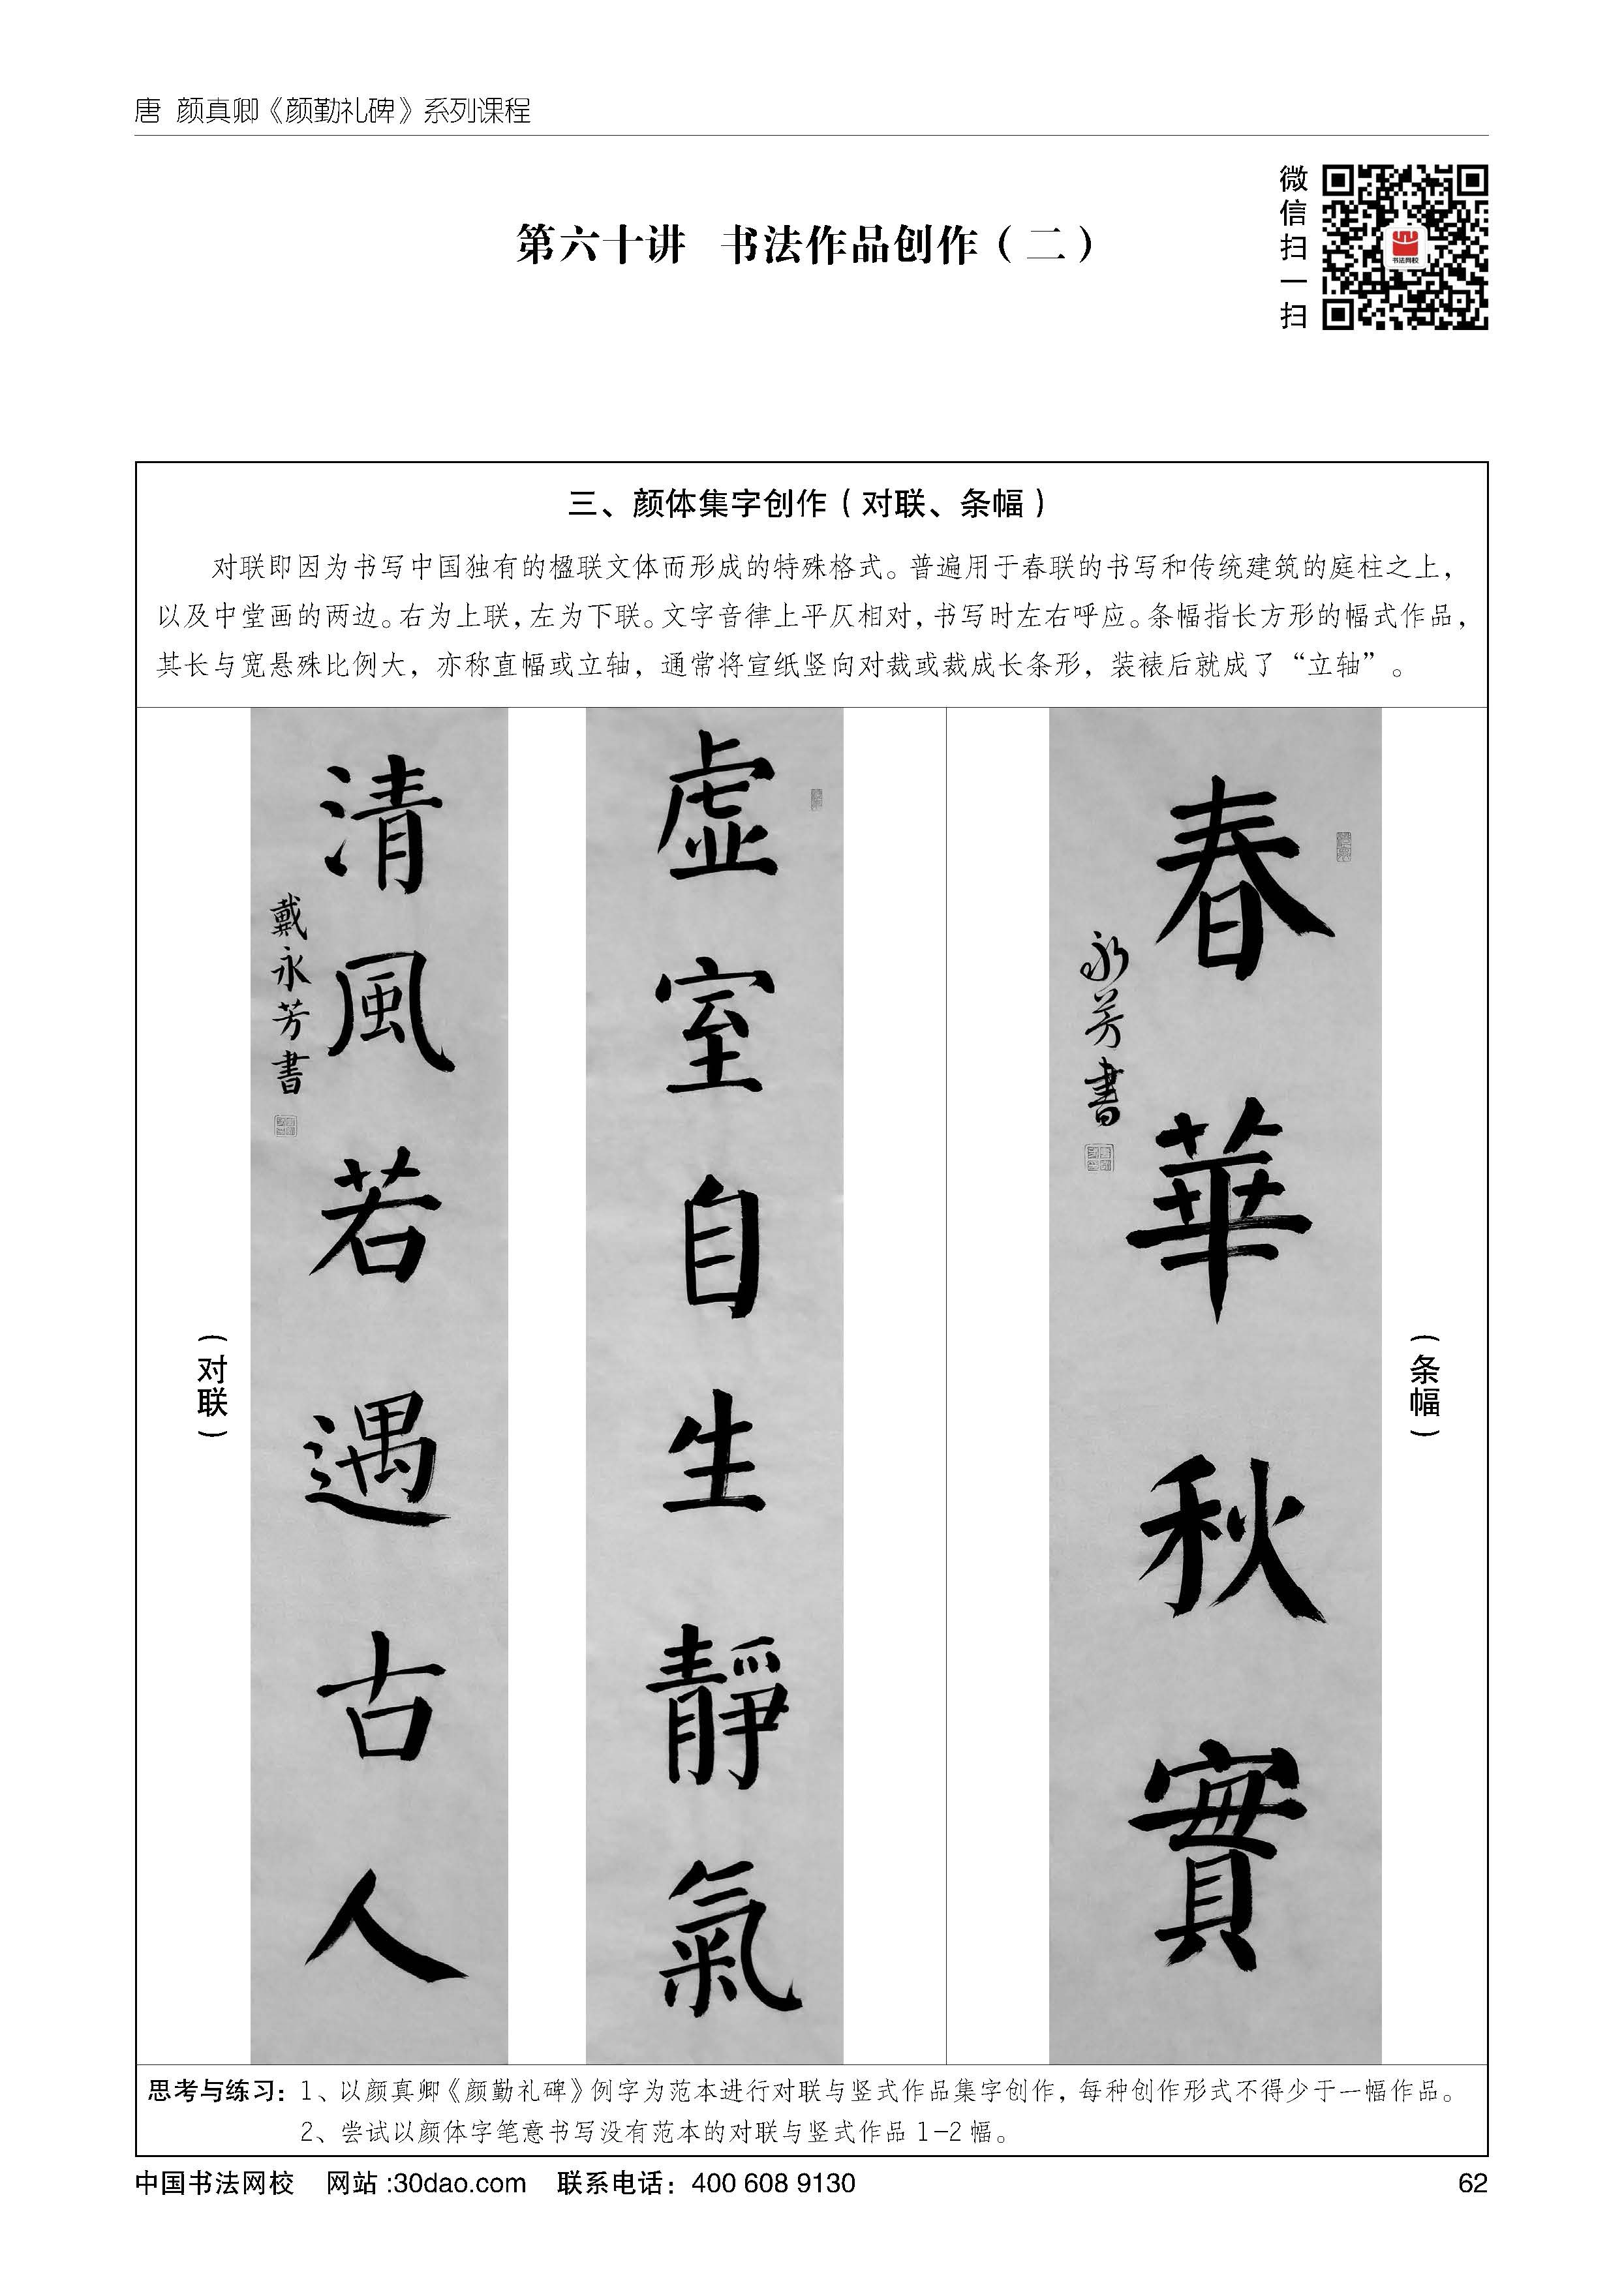 唐 颜真卿《颜勤礼碑》系列课程
微信扫一扫
书法网校
第六十讲 书法作品创作（二）
三、颜体集字创作（对联、条幅）
对联即因为书写中国独有的楹联文体而形成的特殊格式。普遍用于春联的书写和传统建筑的庭柱之上，
以及中堂画的两边。右为上联，左为下联。文字音律上平仄相对，书写时左右呼应。条幅指长方形的幅式作品，
其长与宽悬殊比例大，亦称直幅或立轴，通常将宣纸竖向对裁或裁成长条形，装裱后就成了“立轴”。
（条幅）
春華秋實
永芳書
虛室自生靜氣
清風若遇古人
戴永芳書
（对联）
思考与练习：1、以颜真卿《颜勤礼碑》例字为范本进行对联与竖式作品集字创作，每种创作形式不得少于一幅作品。
2、尝试以颜体字笔意书写没有范本的对联与竖式作品 1-2 幅。
中国书法网校 网站 :30dao.com 联系电话：400 608 9130
62